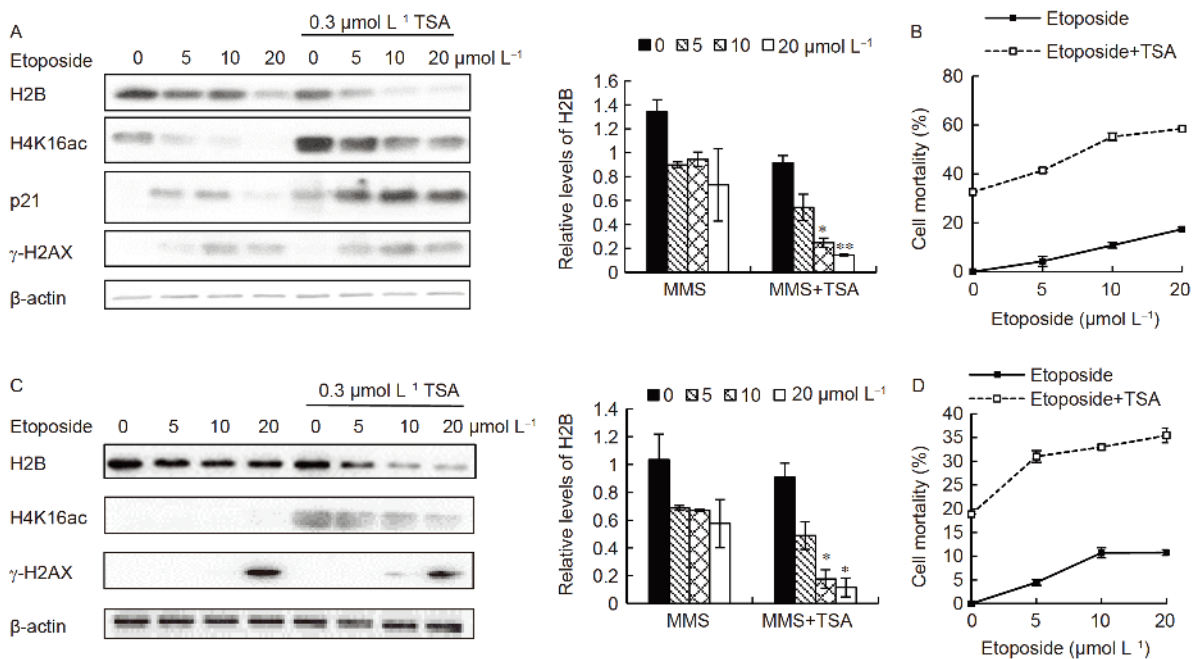 A
0.3 µmol L ¹ TSA
Etoposide 0 5 10 20 0 5 10 20 µmol L⁻¹
H2B
H4K16ac
p21
γ-H2AX
β-actin
0 5 10 20 µmol L⁻¹
Relative levels of H2B
1.6
1.4
1.2
1
0.8
0.6
0.4
0.2
0
*
**
MMS MMS+TSA
B
Etoposide
Etoposide+TSA
Cell mortality (%)
80
60
40
20
0
0 5 10 20
Etoposide (µmol L⁻¹)
C
0.3 µmol L ¹ TSA
Etoposide 0 5 10 20 0 5 10 20 µmol L⁻¹
H2B
H4K16ac
γ-H2AX
β-actin
0 5 10 20 µmol L⁻¹
Relative levels of H2B
1.4
1.2
1
0.8
0.6
0.4
0.2
0
*
*
MMS MMS+TSA
D
Etoposide
Etoposide+TSA
Cell mortality (%)
40
35
30
25
20
15
10
5
0
0 5 10 20
Etoposide (µmol L ¹)